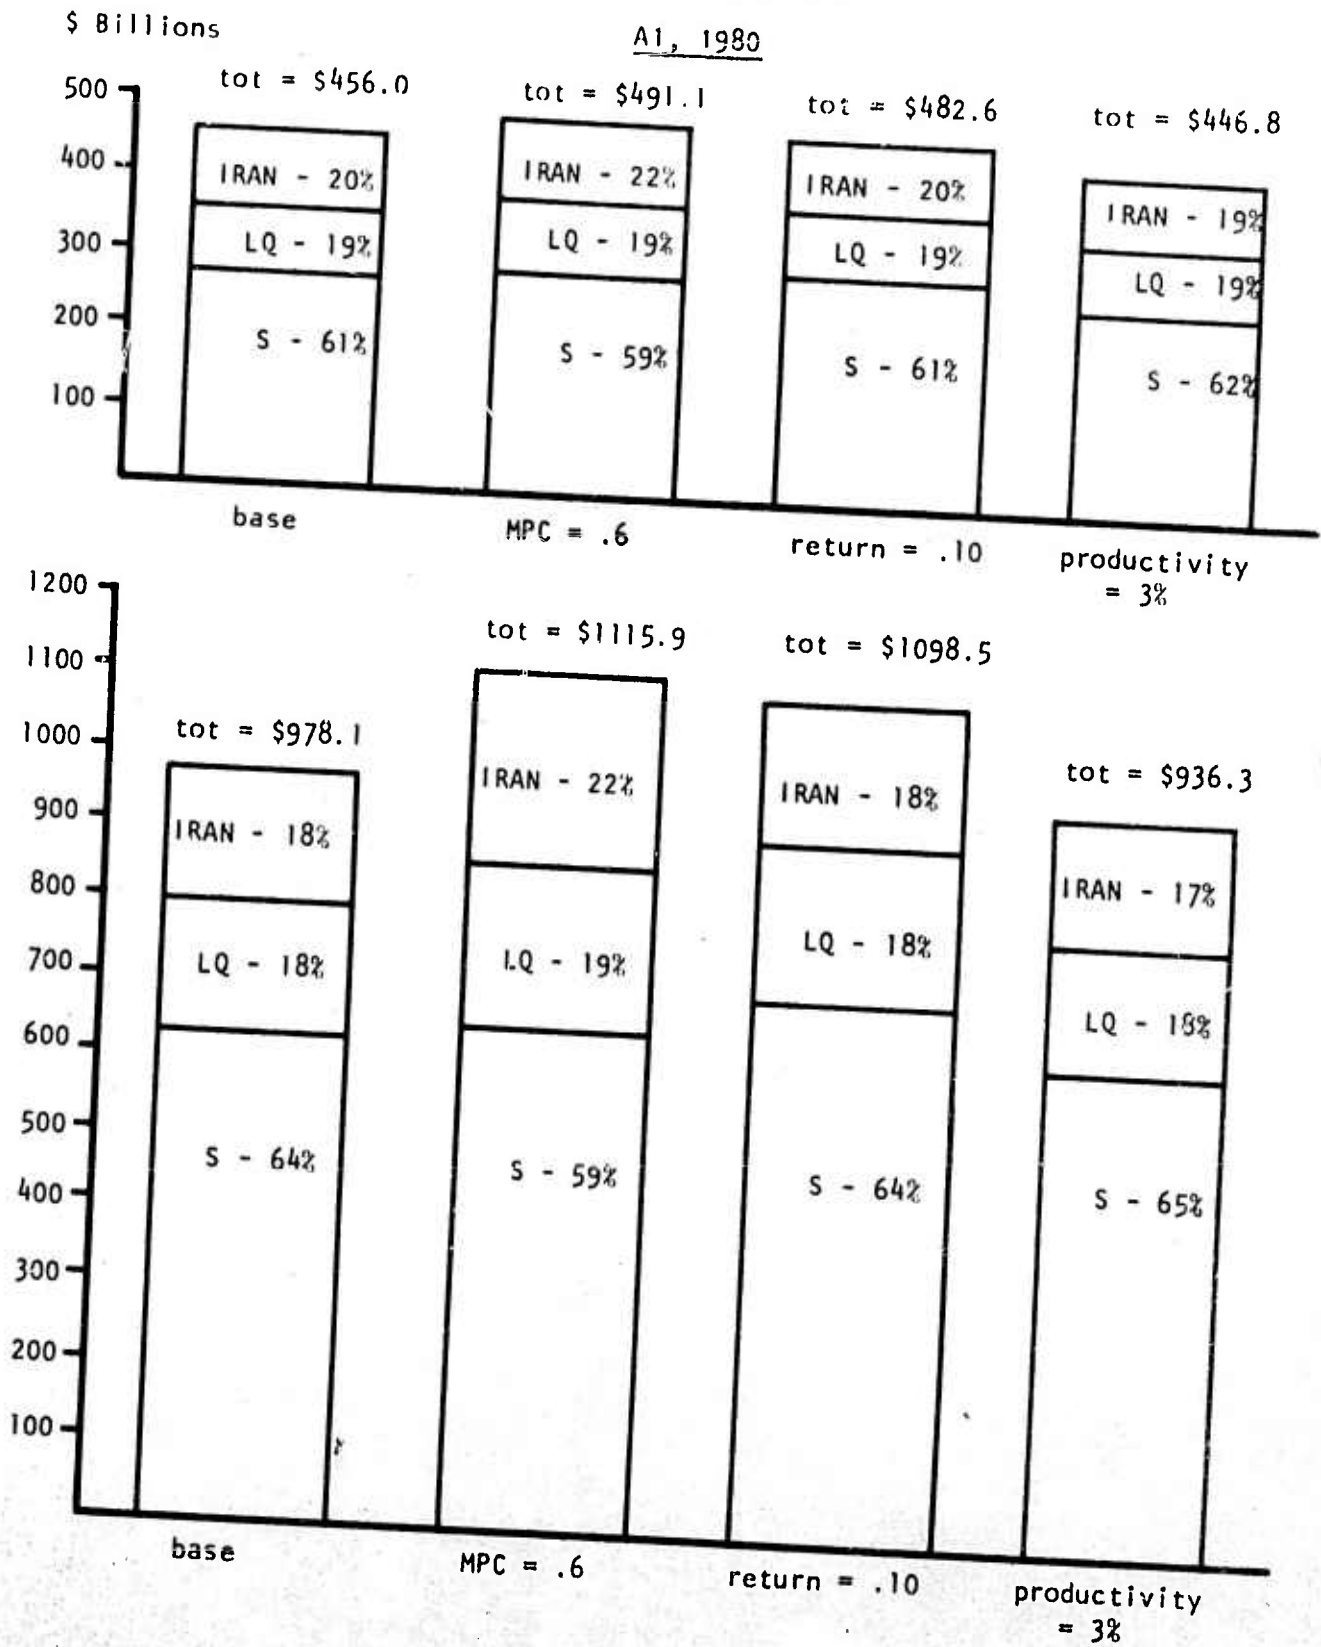 $ Billions
A1, 1980
tot = $456.0
tot = $491.1
tot = $482.6
tot = $446.8
500
400
300
200
100
IRAN - 20%
LQ - 19%
S - 61%
IRAN - 22%
LQ - 19%
S - 59%
IRAN - 20%
LQ - 19%
S - 61%
IRAN - 19%
LQ - 19%
S - 62%
base
MPC = .6
return = .10
productivity
= 3%
1200
1100
1000
900
800
700
600
500
400
300
200
100
tot = $978.1
tot = $1115.9
tot = $1098.5
tot = $936.3
IRAN - 18%
LQ - 18%
S - 64%
IRAN - 22%
LQ - 19%
S - 59%
IRAN - 18%
LQ - 18%
S - 64%
IRAN - 17%
LQ - 18%
S - 65%
base
MPC = .6
return = .10
productivity
= 3%